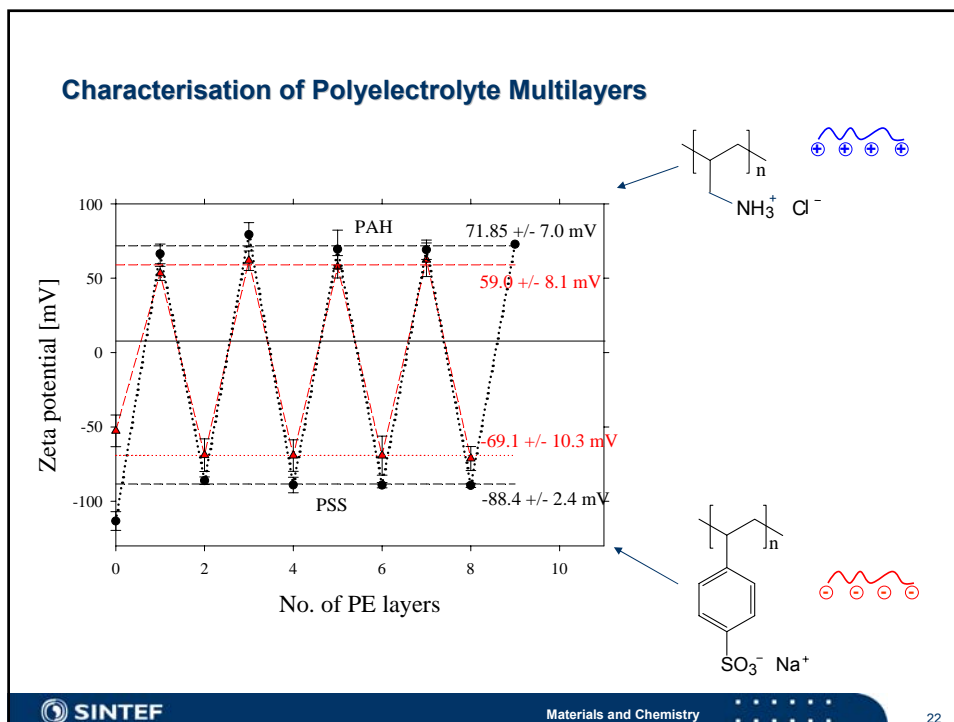 Characterisation of Polyelectrolyte Multilayers
n
NH3+ Cl−
100
50
0
-50
-100
Zeta potential [mV]
PAH
71.85 +/- 7.0 mV
59.0 +/- 8.1 mV
-69.1 +/- 10.3 mV
-88.4 +/- 2.4 mV
PSS
0 2 4 6 8 10
No. of PE layers
n
SO3− Na+
SINTEF
Materials and Chemistry
22